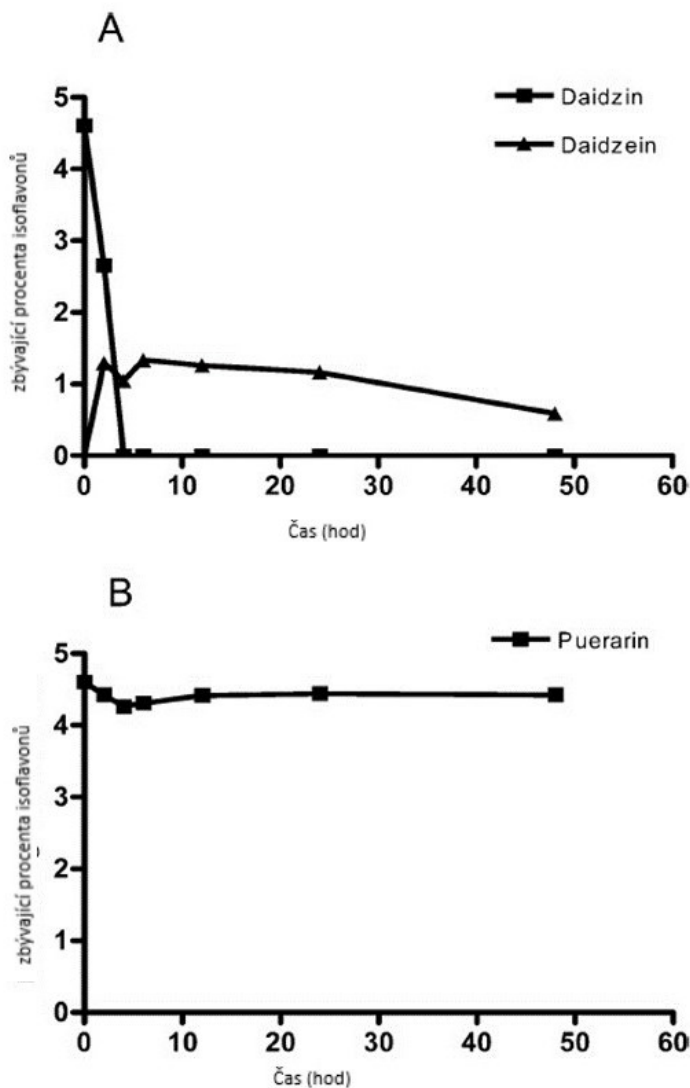 A
Daidzin
Daidzein
zbývající procenta isoflavonů
5
4
3
2
1
0
0 10 20 30 40 50 60
Čas (hod)
B
Puerarin
zbývající procenta isoflavonů
5
4
3
2
1
0
0 10 20 30 40 50 60
Čas (hod)